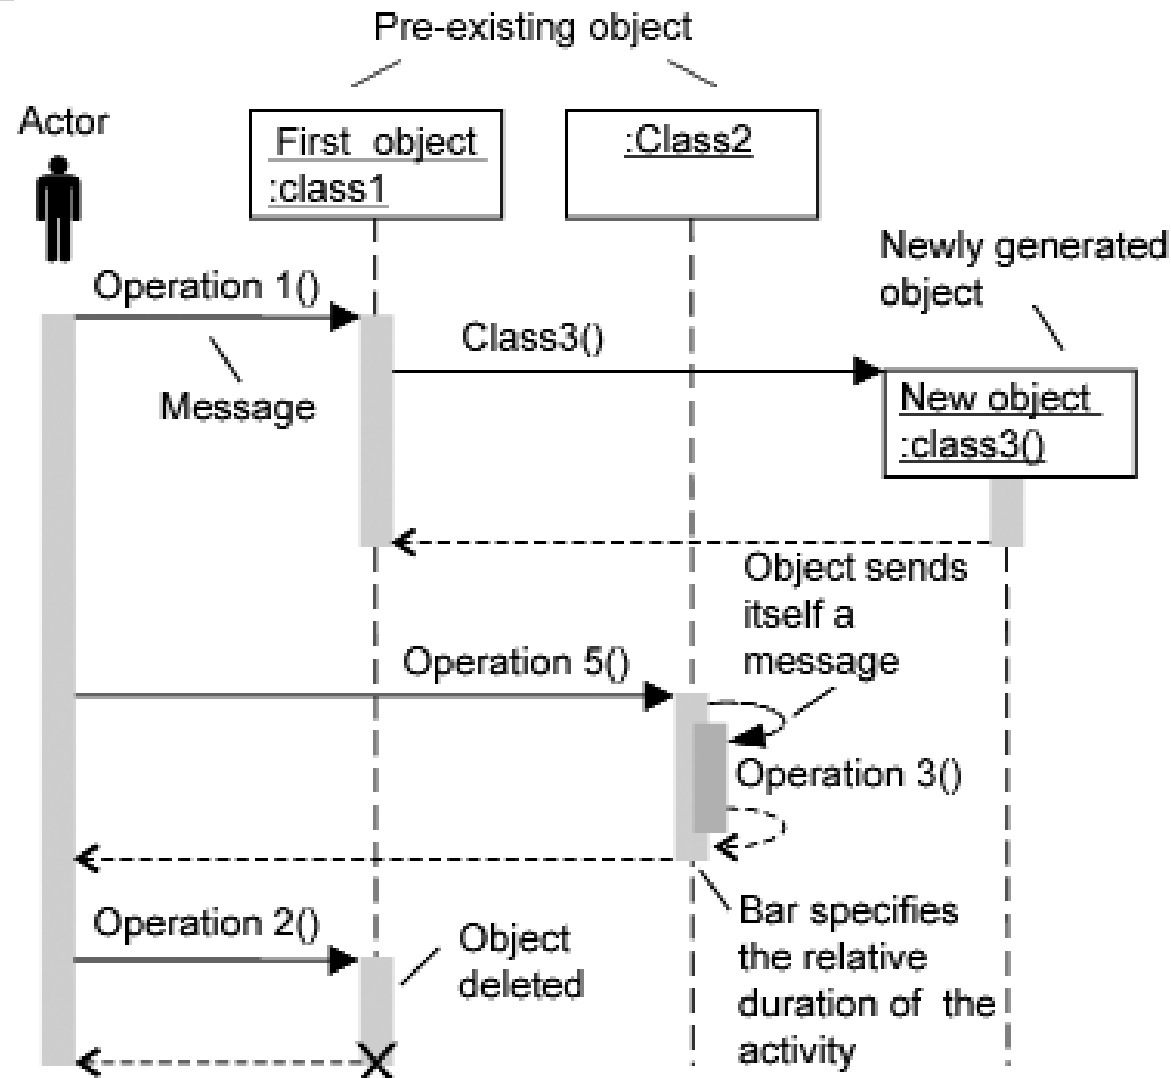 Pre-existing object
Actor
First object
:class1
:Class2
Newly generated
object
Operation 1()
Class3()
Message
New object
:class3()
Object sends
itself a
message
Operation 5()
Operation 3()
Operation 2()
Object
deleted
Bar specifies
the relative
duration of the
activity